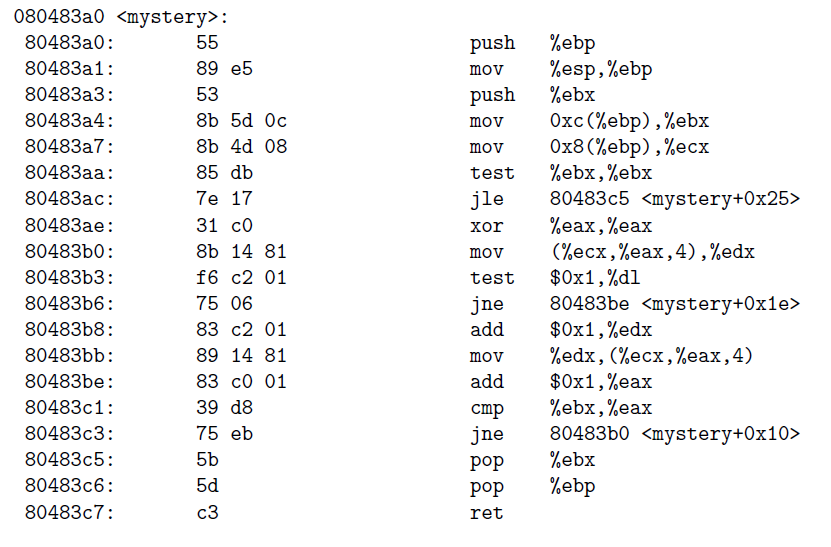 080483a0 <mystery>:
80483a0: 55 push %ebp
80483a1: 89 e5 mov %esp,%ebp
80483a3: 53 push %ebx
80483a4: 8b 5d 0c mov 0xc(%ebp),%ebx
80483a7: 8b 4d 08 mov 0x8(%ebp),%ecx
80483aa: 85 db test %ebx,%ebx
80483ac: 7e 17 jle 80483c5 <mystery+0x25>
80483ae: 31 c0 xor %eax,%eax
80483b0: 8b 14 81 mov (%ecx,%eax,4),%edx
80483b3: f6 c2 01 test $0x1,%dl
80483b6: 75 06 jne 80483be <mystery+0x1e>
80483b8: 83 c2 01 add $0x1,%edx
80483bb: 89 14 81 mov %edx,(%ecx,%eax,4)
80483be: 83 c0 01 add $0x1,%eax
80483c1: 39 d8 cmp %ebx,%eax
80483c3: 75 eb jne 80483b0 <mystery+0x10>
80483c5: 5b pop %ebx
80483c6: 5d pop %ebp
80483c7: c3 ret